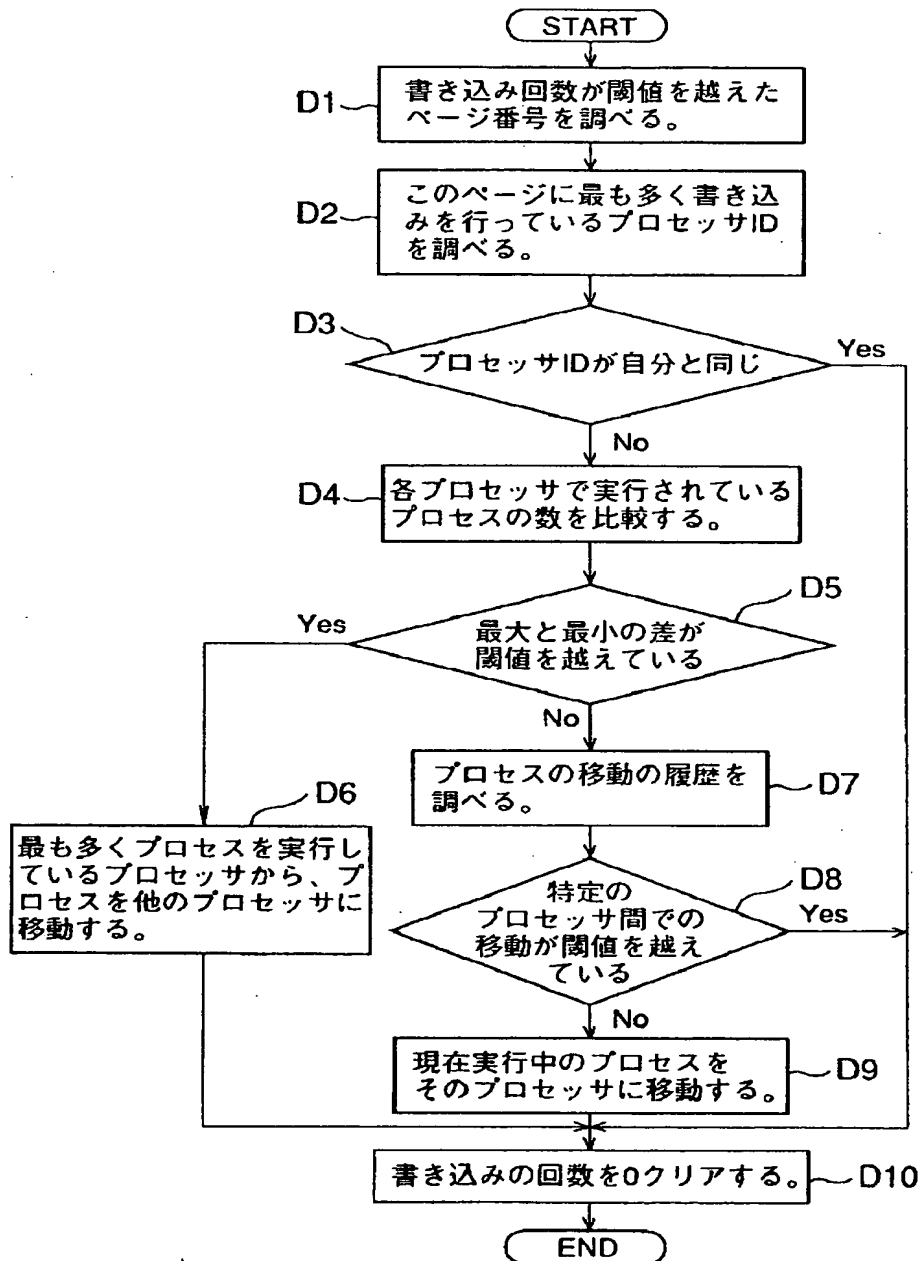 START
D1
書き込み回数が閾値を越えた
ページ番号を調べる。
D2
このページに最も多く書き込
みを行っているプロセッサID
を調べる。
D3
プロセッサIDが自分と同じ
Yes
No
D4
各プロセッサで実行されている
プロセスの数を比較する。
D5
最大と最小の差が
閾値を越えている
Yes
No
D6
最も多くプロセスを実行し
ているプロセッサから、プ
ロセスを他のプロセッサに
移動する。
D7
プロセスの移動の履歴を
調べる。
D8
特定の
プロセッサ間での
移動が閾値を越え
ている
Yes
No
D9
現在実行中のプロセスを
そのプロセッサに移動する。
D10
書き込みの回数を0クリアする。
END